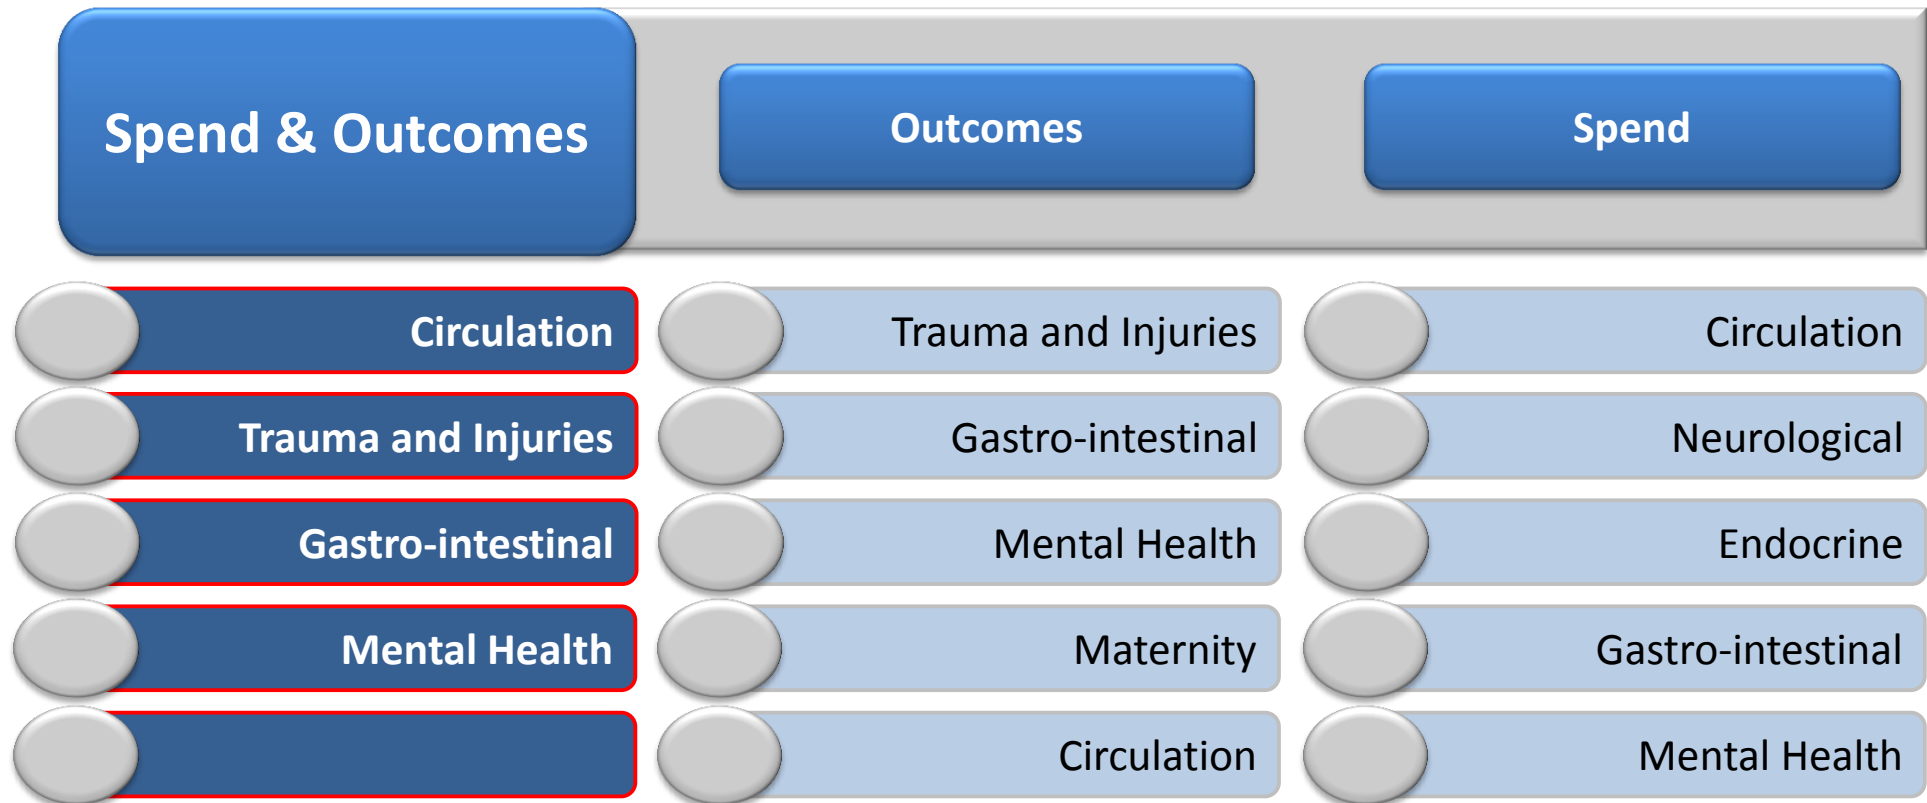 Spend & Outcomes
Outcomes
Spend
Circulation
Trauma and Injuries
Circulation
Trauma and Injuries
Gastro-intestinal
Neurological
Gastro-intestinal
Mental Health
Endocrine
Mental Health
Maternity
Gastro-intestinal
Circulation
Mental Health